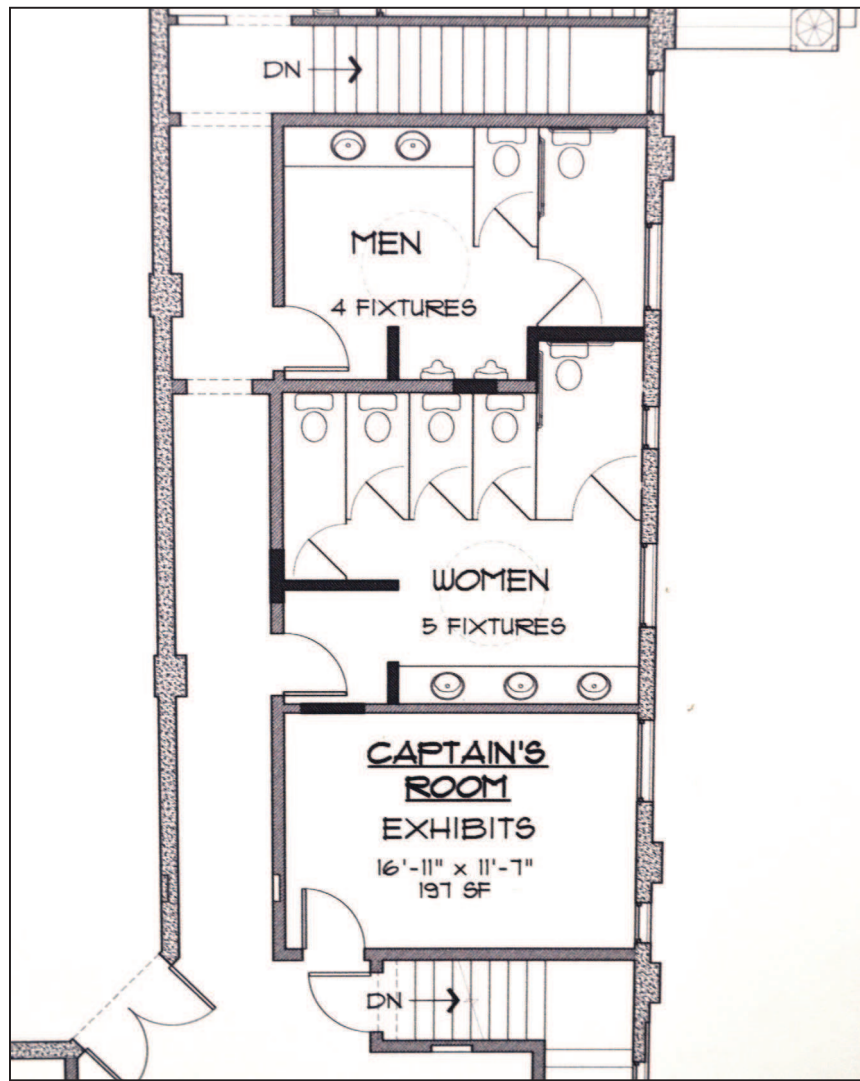 DN
MEN
4 FIXTURES
WOMEN
5 FIXTURES
CAPTAIN'S
ROOM
EXHIBITS
16'-11" x 11'-7"
197 SF
DN